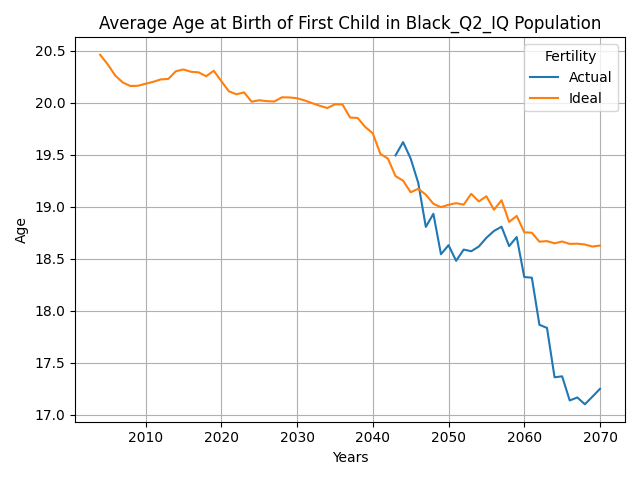 Average Age at Birth of First Child in Black_Q2_IQ Population
Fertility
Actual
Ideal
Age
20.5
20.0
19.5
19.0
18.5
18.0
17.5
17.0
2010 2020 2030 2040 2050 2060 2070
Years